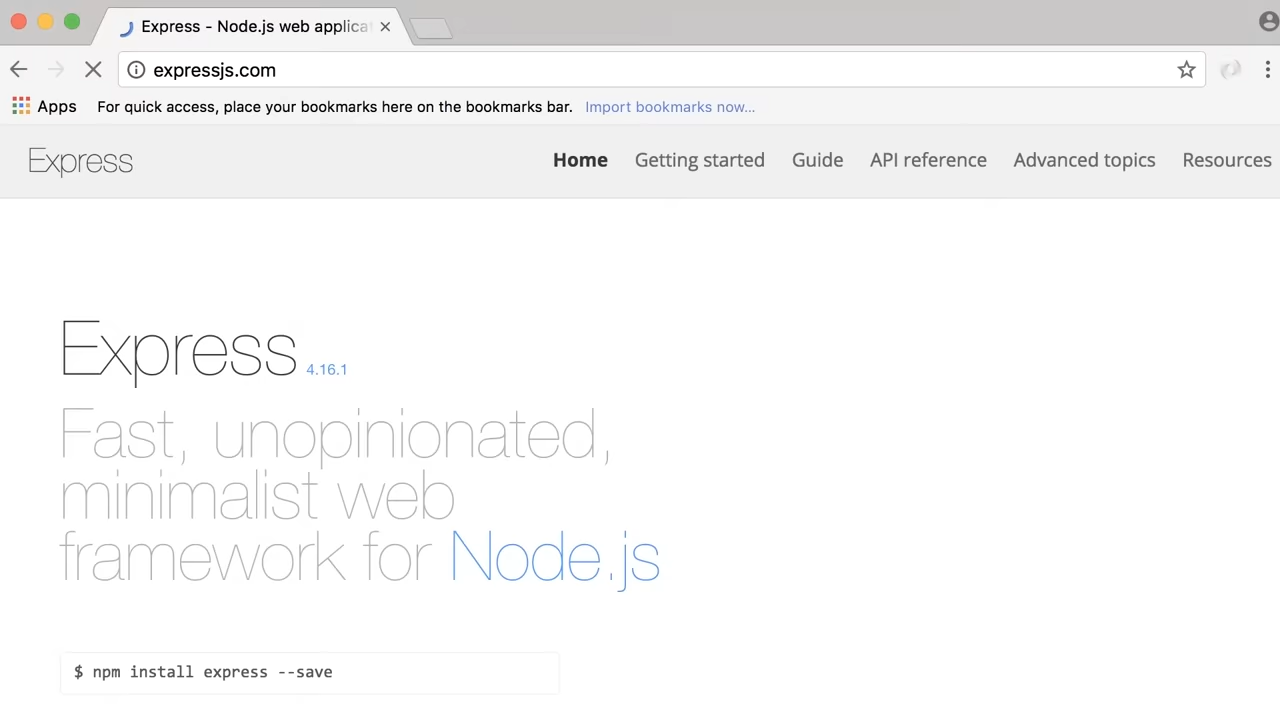 Express - Node.js web applica
expressjs.com
Apps For quick access, place your bookmarks here on the bookmarks bar. Import bookmarks now...
Express Home Getting started Guide API reference Advanced topics Resources
Express 4.16.1
Fast, unopinionated,
minimalist web
framework for Node.js
$ npm install express --save